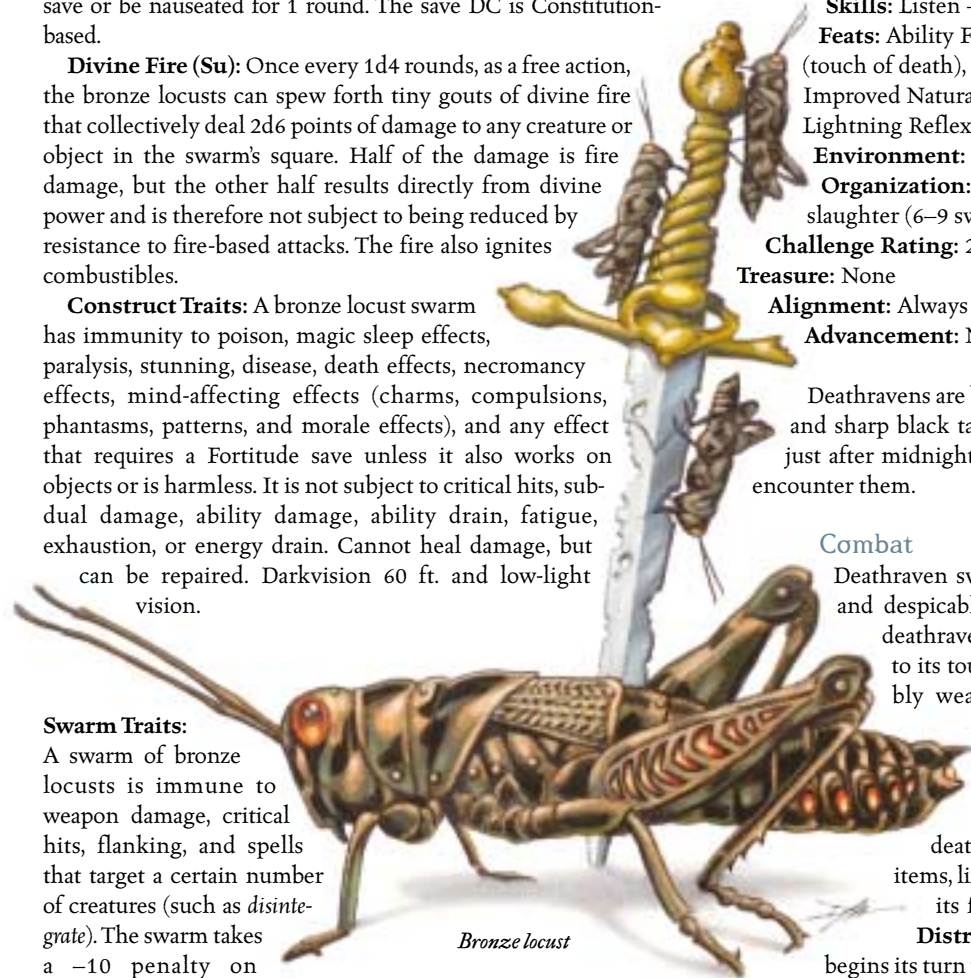 save or be nauseated for 1 round. The save DC is Constitution-
based.
Divine Fire (Su): Once every 1d4 rounds, as a free action,
the bronze locusts can spew forth tiny gouts of divine fire
that collectively deal 2d6 points of damage to any creature or
object in the swarm's square. Half of the damage is fire
damage, but the other half results directly from divine
power and is therefore not subject to being reduced by
resistance to fire-based attacks. The fire also ignites
combustibles.
Construct Traits: A bronze locust swarm
has immunity to poison, magic sleep effects,
paralysis, stunning, disease, death effects, necromancy
effects, mind-affecting effects (charms, compulsions,
phantasms, patterns, and morale effects), and any effect
that requires a Fortitude save unless it also works on
objects or is harmless. It is not subject to critical hits, sub-
dual damage, ability damage, ability drain, fatigue,
exhaustion, or energy drain. Cannot heal damage, but
can be repaired. Darkvision 60 ft. and low-light
vision.
Swarm Traits:
A swarm of bronze
locusts is immune to
weapon damage, critical
hits, flanking, and spells
that target a certain number
of creatures (such as disinte-
grate). The swarm takes
a –10 penalty on
Bronze locust
Skills: Listen
Feats: Ability
(touch of death),
Improved
Lightning
Environment:
Organization:
slaughter (6–9
Challenge Rating: 2
Treasure: None
Alignment: Always
Advancement:
Deathravens are
and sharp black
just after midnight
encounter them.
Combat
Deathraven
and
to its
bly
items,
its
begins its turn